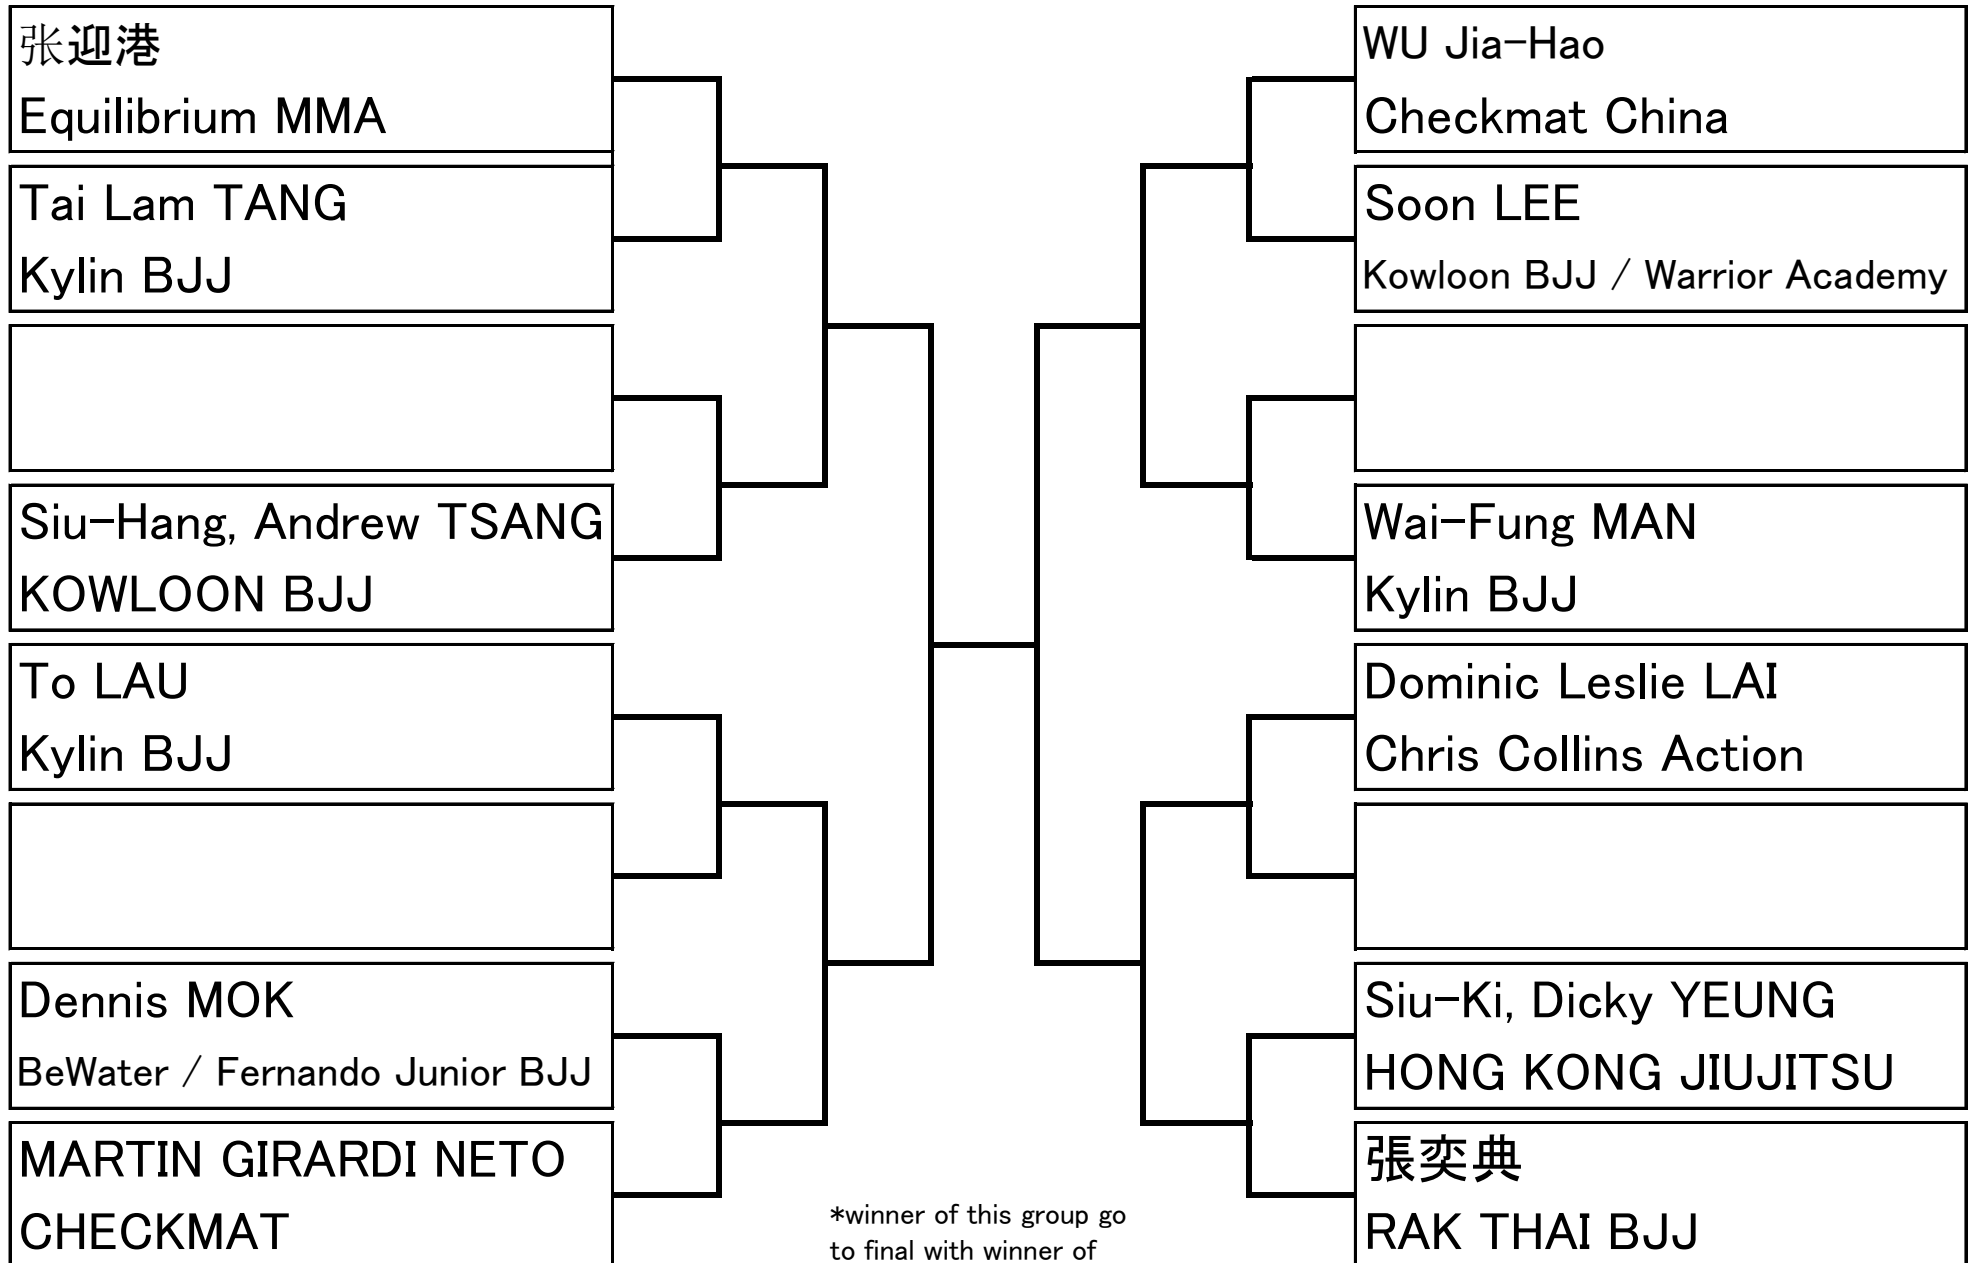 张迎港
Equilibrium MMA
Tai Lam TANG
Kylin BJJ
Siu-Hang, Andrew TSANG
KOWLOON BJJ
To LAU
Kylin BJJ
Dennis MOK
BeWater / Fernando Junior BJJ
MARTIN GIRARDI NETO
CHECKMAT
*winner of this group go
to final with winner of
WU Jia-Hao
Checkmat China
Soon LEE
Kowloon BJJ / Warrior Academy
Wai-Fung MAN
Kylin BJJ
Dominic Leslie LAI
Chris Collins Action
Siu-Ki, Dicky YEUNG
HONG KONG JIUJITSU
張奕典
RAK THAI BJJ